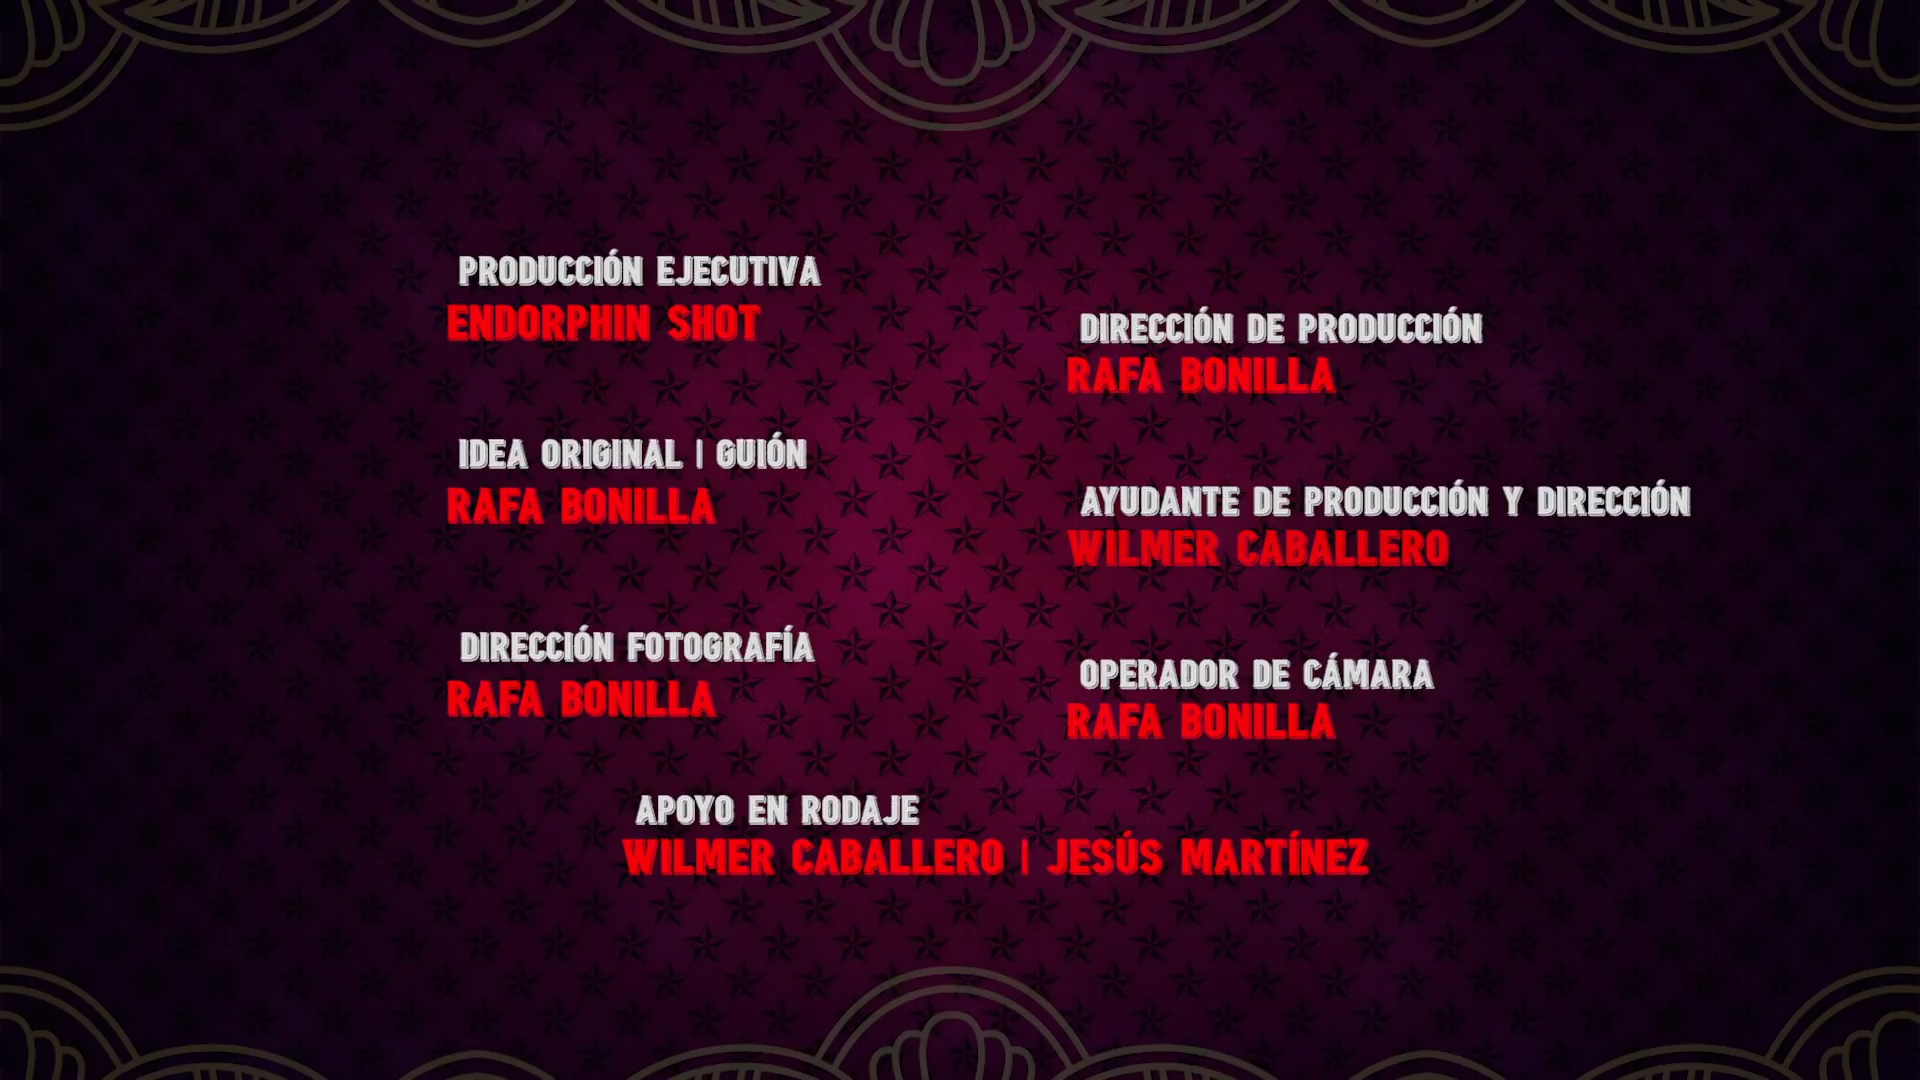 PRODUCCIÓN EJECUTIVA
ENDORPHIN SHOT
IDEA ORIGINAL | GUIÓN
RAFA BONILLA
DIRECCIÓN FOTOGRAFÍA
RAFA BONILLA
DIRECCIÓN DE PRODUCCIÓN
RAFA BONILLA
AYUDANTE DE PRODUCCIÓN Y DIRECCIÓN
WILMER CABALLERO
OPERADOR DE CÁMARA
RAFA BONILLA
APOYO EN RODAJE
WILMER CABALLERO | JESÚS MARTÍNEZ